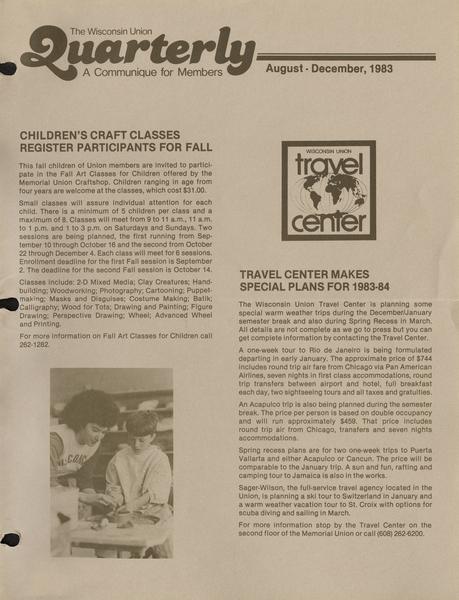 The Wisconsin Union
Quarterly
A Communique for Members
August - December, 1983
CHILDREN'S CRAFT CLASSES
REGISTER PARTICIPANTS FOR FALL
This fall children of Union members are invited to partici-
pate in the Fall Art Classes for Children offered by the
Memorial Union Craftshop. Children ranging in age from
four years are welcome at the classes, which cost $31.00.
Small classes will assure individual attention for each
child. There is a minimum of 5 children per class and a
maximum of 8. Classes will meet from 9 to 11 a.m., 11 a.m.
to 1 p.m. and 1 to 3 p.m. on Saturdays and Sundays. Two
sessions are being planned, the first running from Sep-
tember 10 through October 16 and the second from October
22 through December 4. Each class will meet for 6 sessions.
Enrollment deadline for the first Fall session is September
2. The deadline for the second Fall session is October 14.
Classes include: 2-D Mixed Media; Clay Creatures; Hand-
building; Woodworking; Photography; Cartooning; Puppet-
making; Masks and Disguises; Costume Making; Batik;
Calligraphy; Wood for Tots; Drawing and Painting; Figure
Drawing; Perspective Drawing; Wheel; Advanced Wheel
and Printing.
For more information on Fall Art Classes for Children call
262-1282.
WISCONSIN UNION
travel
center
TRAVEL CENTER MAKES
SPECIAL PLANS FOR 1983-84
The Wisconsin Union Travel Center is planning some
special warm weather trips during the December/January
semester break and also during Spring Recess in March.
All details are not complete as we go to press but you can
get complete information by contacting the Travel Center.
A one-week tour to Rio de Janeiro is being formulated
departing in early January. The approximate price of $744
includes round trip air fare from Chicago via Pan American
Airlines, seven nights in first class accommodations, round
trip transfers between airport and hotel, full breakfast
each day, two sightseeing tours and all taxes and gratuities.
An Acapulco trip is also being planned during the semester
break. The price per person is based on double occupancy
and will run approximately $459. That price includes
round trip air from Chicago, transfers and seven nights
accommodations.
Spring recess plans are for two one-week trips to Puerta
Vallarta and either Acapulco or Cancun. The price will be
comparable to the January trip. A sun and fun, rafting and
camping tour to Jamaica is also in the works.
Sager-Wilson, the full-service travel agency located in the
Union, is planning a ski tour to Switzerland in January and
a warm weather vacation tour to St. Croix with options for
scuba diving and sailing in March.
For more information stop by the Travel Center on the
second floor of the Memorial Union or call (608) 262-6200.